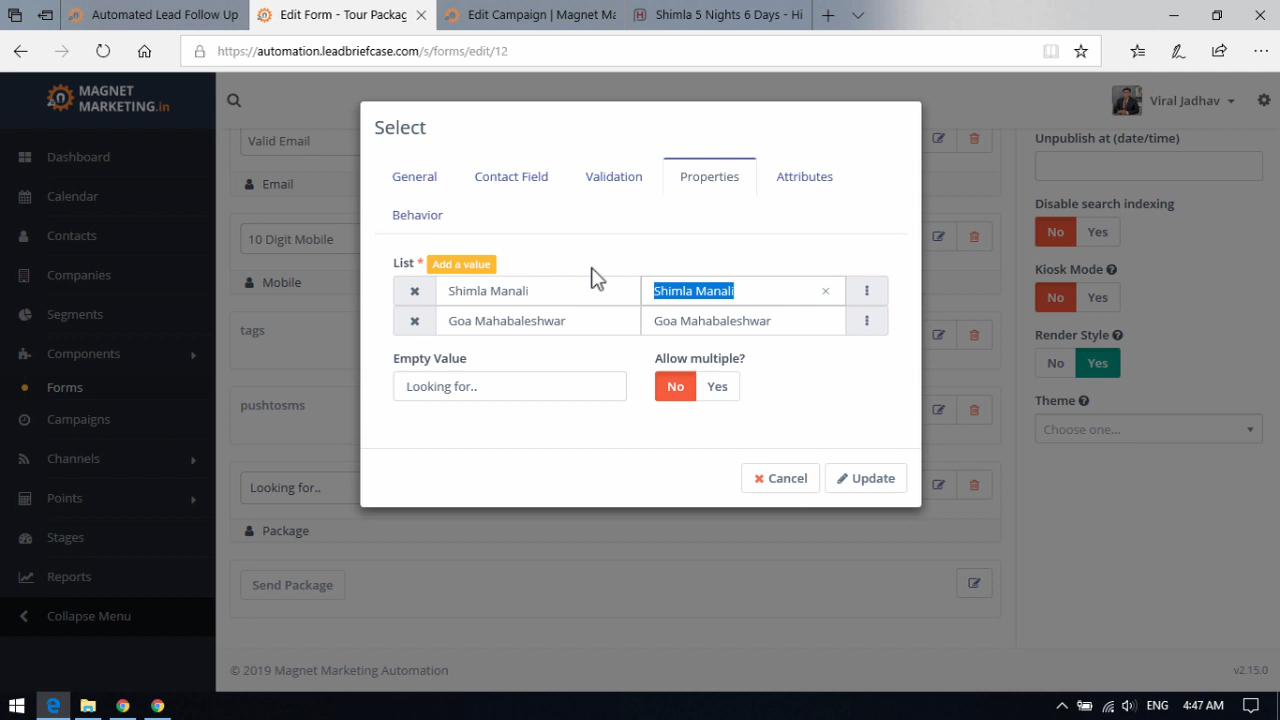 Automated Lead Follow Up
Edit Form - Tour Packag
Edit Campaign | Magnet Ma
Shimla 5 Nights 6 Days - Hi
https://automation.leadbriefcase.com/s/forms/edit/12
MAGNET
MARKETING.in
Viral Jadhav
Dashboard
Calendar
Contacts
Companies
Segments
Components
Forms
Campaigns
Channels
Points
Stages
Reports
Collapse Menu
Valid Email
Email
10 Digit Mobile
Mobile
tags
pushtosms
Looking for..
Package
Send Package
Select
General
Contact Field
Validation
Properties
Attributes
Behavior
List *
Add a value
Shimla Manali
Shimla Manali
Goa Mahabaleshwar
Goa Mahabaleshwar
Empty Value
Allow multiple?
Looking for..
No
Yes
Cancel
Update
Unpublish at (date/time)
Disable search indexing
No
Yes
Kiosk Mode
No
Yes
Render Style
No
Yes
Theme
Choose one...
© 2019 Magnet Marketing Automation
v2.15.0
ENG
4:47 AM